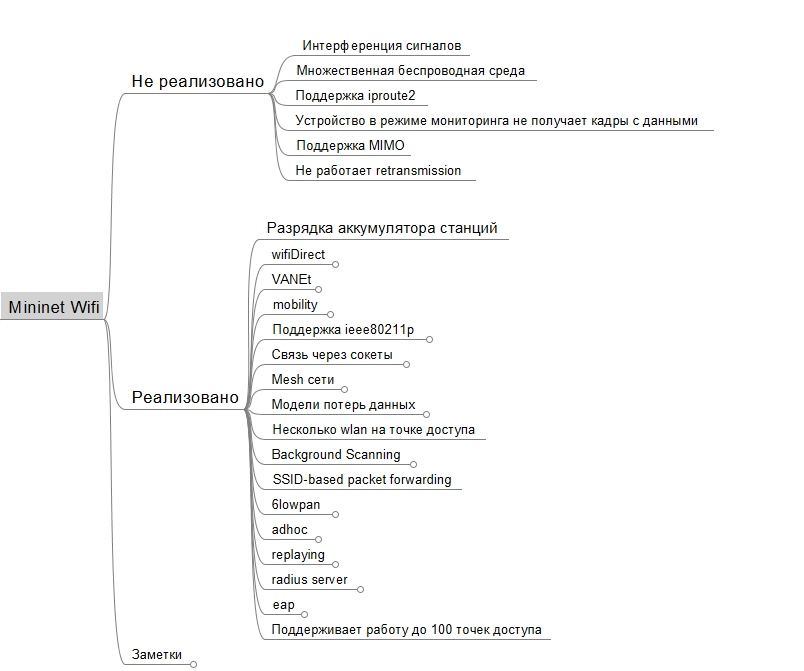 Mininet Wifi
Не реализовано
Интерференция сигналов
Множественная беспроводная среда
Поддержка iproute2
Устройство в режиме мониторинга не получает кадры с данными
Поддержка MIMO
Не работает retransmission
Реализовано
Разрядка аккумулятора станций
wifiDirect
VANEt
mobility
Поддержка ieee80211p
Связь через сокеты
Mesh сети
Модели потерь данных
Несколько wlan на точке доступа
Background Scanning
SSID-based packet forwarding
6lowpan
adhoc
replaying
radius server
eap
Поддерживает работу до 100 точек доступа
Заметки